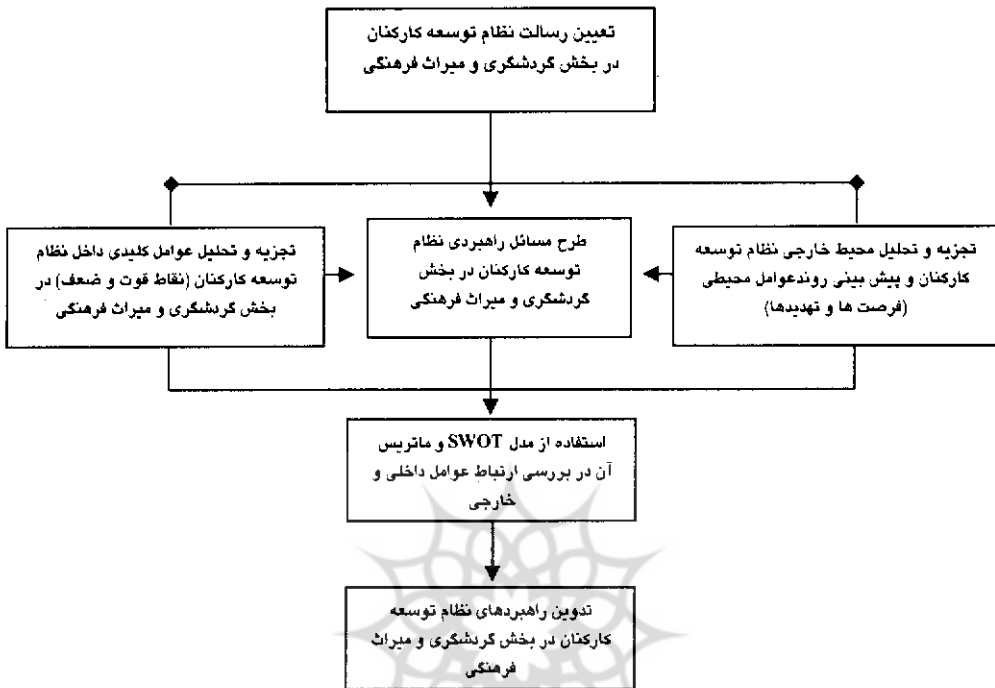 تعیین رسالت نظام توسعه کارکنان
در بخش گردشگری و میراث فرهنگی
تجزیه و تحلیل محیط خارجی نظام توسعه
کارکنان و پیش بینی روندعوامل محیطی
(فرصت ها و تهدیدها)
طرح مسائل راهبردی نظام
توسعه کارکنان در بخش
گردشگری و میراث فرهنگی
تجزیه و تحلیل عوامل کلیدی داخل نظام
توسعه کارکنان (نقاط قوت و ضعف) در
بخش گردشگری و میراث فرهنگی
استفاده از مدل SWOT و ماتریس
آن در بررسی ارتباط عوامل داخلی و
خارجی
تدوین راهبردهای نظام توسعه
کارکنان در بخش گردشگری و میراث
فرهنگی